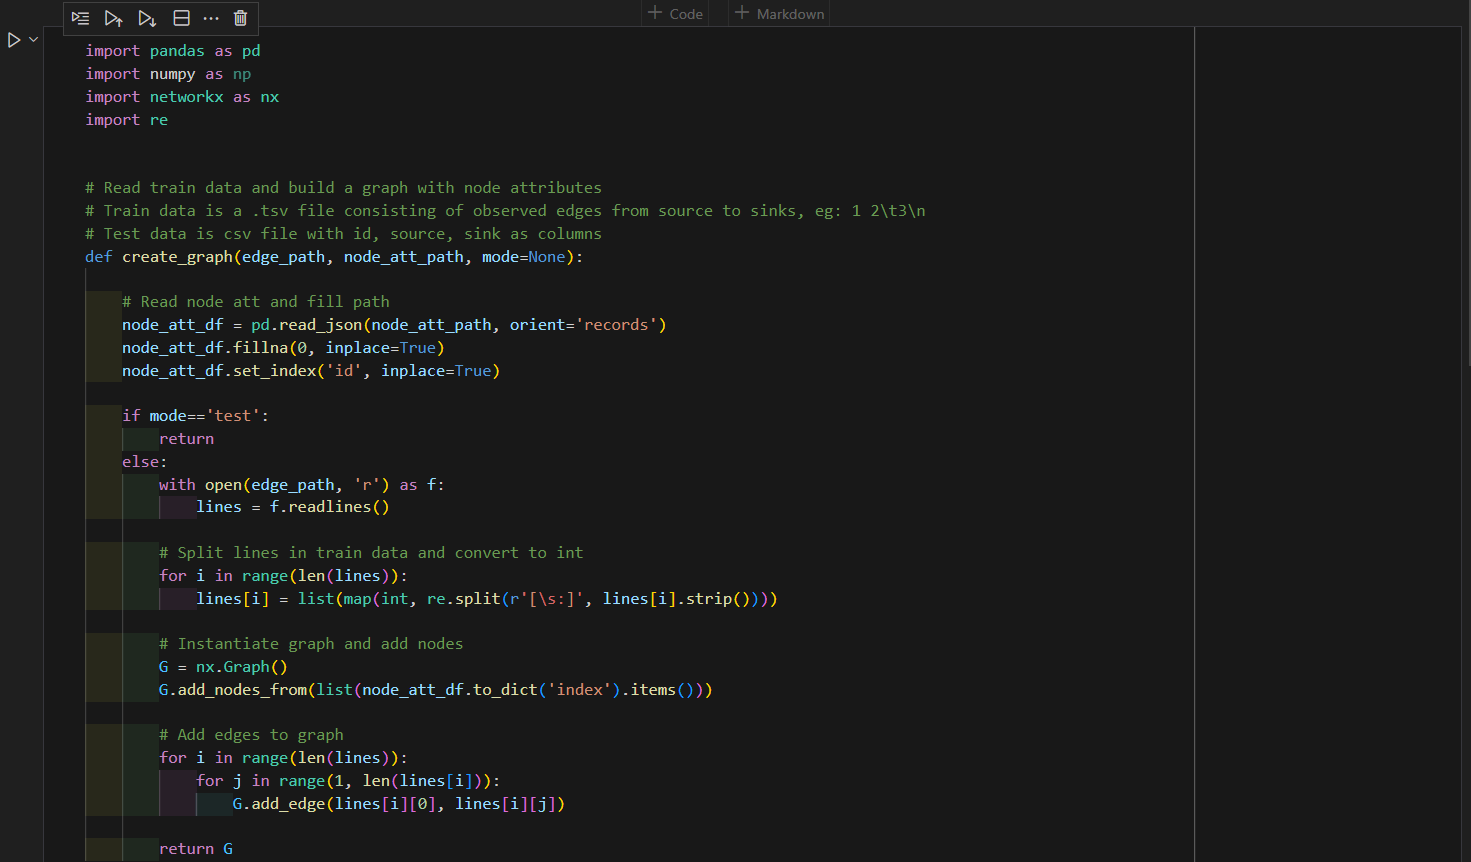 + Code + Markdown
import pandas as pd
import numpy as np
import networkx as nx
import re
# Read train data and build a graph with node attributes
# Train data is a .tsv file consisting of observed edges from source to sinks, eg: 1 2\t3\n
# Test data is csv file with id, source, sink as columns
def create_graph(edge_path, node_att_path, mode=None):
# Read node att and fill path
node_att_df = pd.read_json(node_att_path, orient='records')
node_att_df.fillna(0, inplace=True)
node_att_df.set_index('id', inplace=True)
if mode=='test':
return
else:
with open(edge_path, 'r') as f:
lines = f.readlines()
# Split lines in train data and convert to int
for i in range(len(lines)):
lines[i] = list(map(int, re.split(r'[\s:]', lines[i].strip())))
# Instantiate graph and add nodes
G = nx.Graph()
G.add_nodes_from(list(node_att_df.to_dict('index').items()))
# Add edges to graph
for i in range(len(lines)):
for j in range(1, len(lines[i])):
G.add_edge(lines[i][0], lines[i][j])
return G